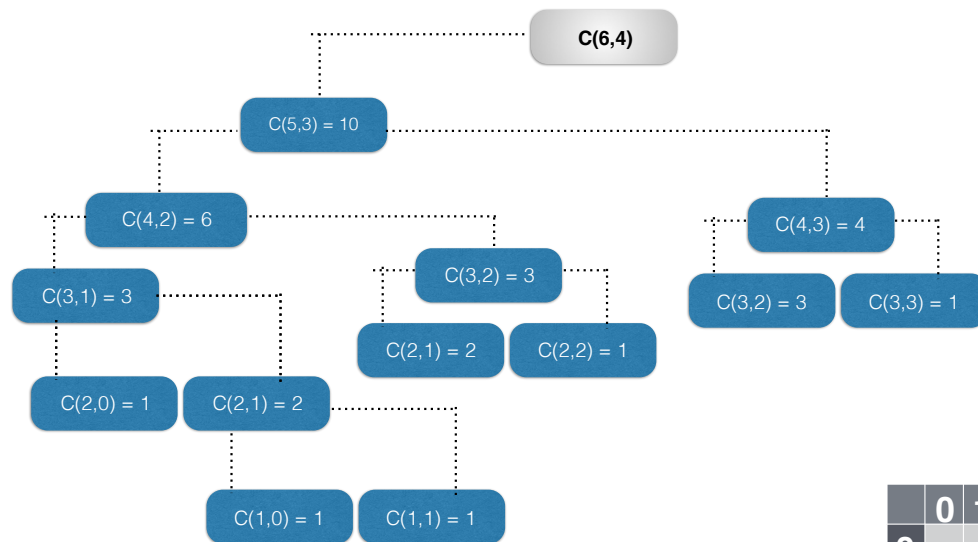 C(6,4)
C(5,3) = 10
C(4,2) = 6
C(4,3) = 4
C(3,1) = 3
C(3,2) = 3
C(3,2) = 3
C(3,3) = 1
C(2,1) = 2
C(2,2) = 1
C(2,0) = 1
C(2,1) = 2
C(1,0) = 1
C(1,1) = 1
0